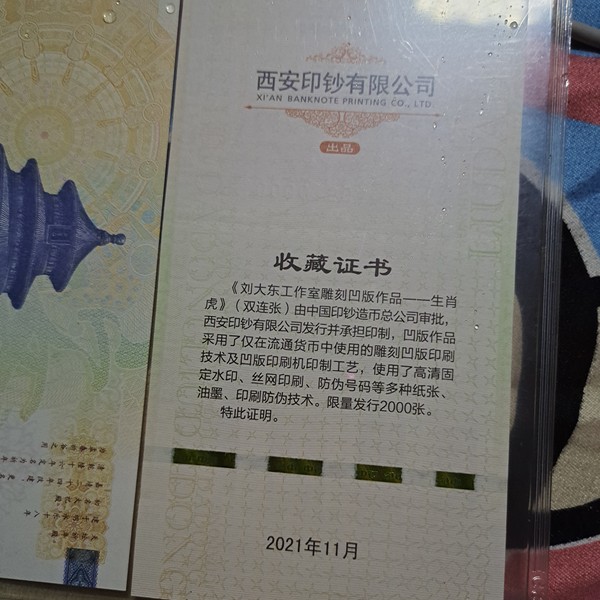 西安印钞有限公司
XI'AN BANKNOTE PRINTING CO., LTD
出品
收藏证书
《刘大东工作室雕刻凹版作品——生肖
虎》（双连张）由中国印钞造币总公司审批，
西安印钞有限公司发行并承担印制，凹版作品
采用了仅在流通货币中使用的雕刻凹版印刷
技术及凹版印刷机印制工艺，使用了高清固
定水印、丝网印刷、防伪号码等多种纸张、
油墨、印刷防伪技术。限量发行2000张。
特此证明。
2021年11月